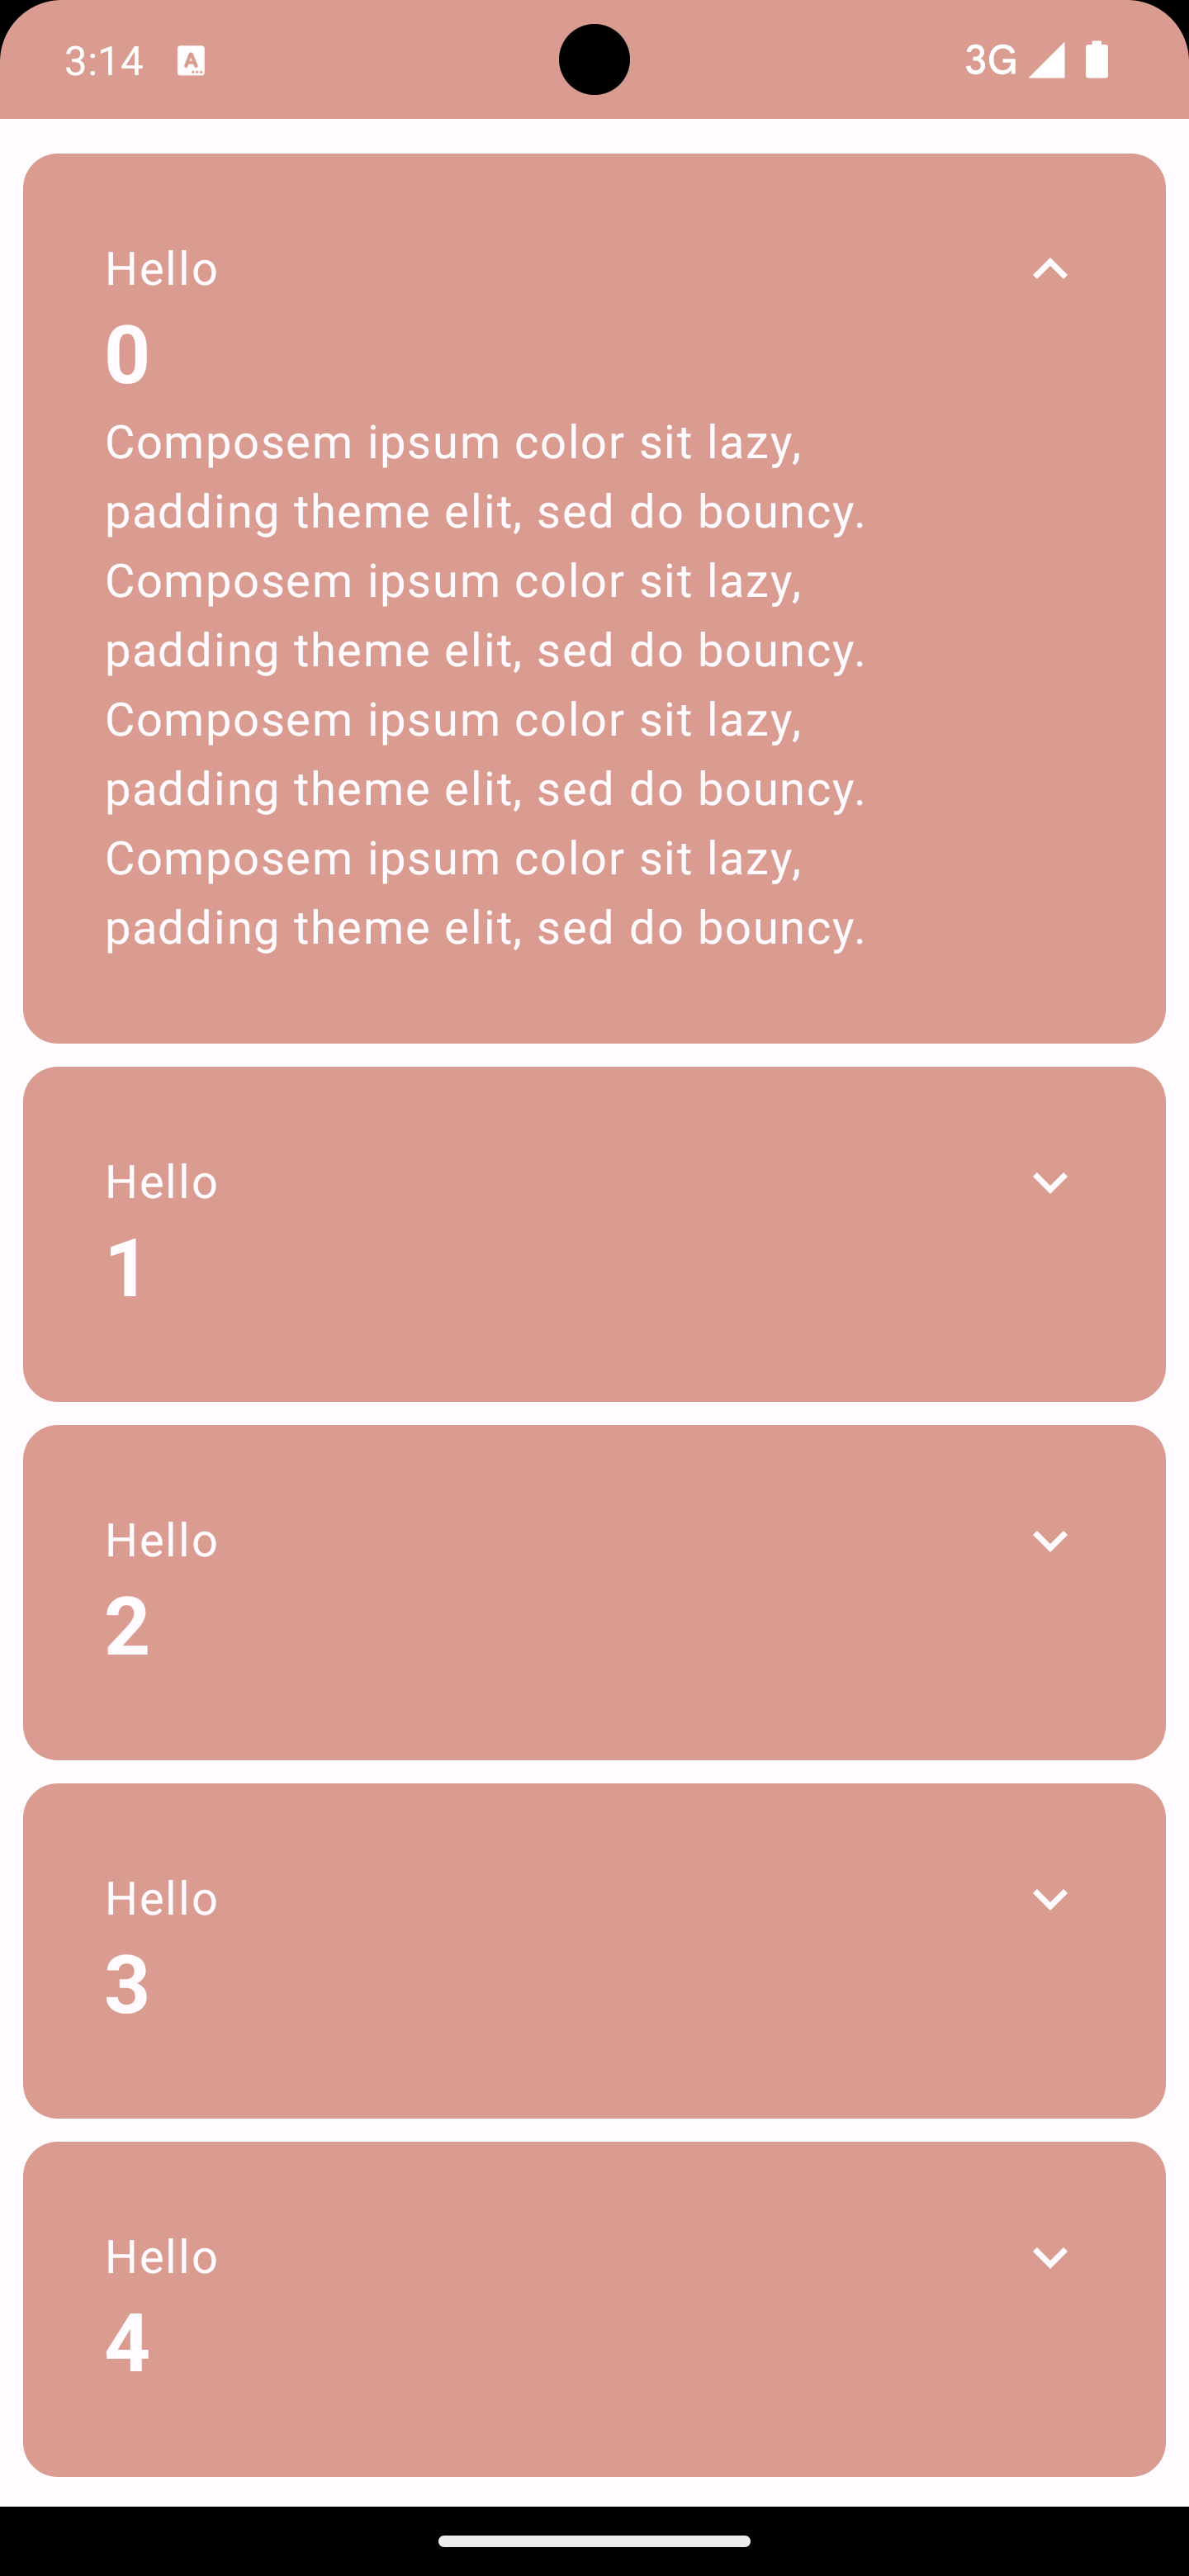 3:14
3G
Hello
0
Composem ipsum color sit lazy,
padding theme elit, sed do bouncy.
Composem ipsum color sit lazy,
padding theme elit, sed do bouncy.
Composem ipsum color sit lazy,
padding theme elit, sed do bouncy.
Composem ipsum color sit lazy,
padding theme elit, sed do bouncy.
Hello
1
Hello
2
Hello
3
Hello
4